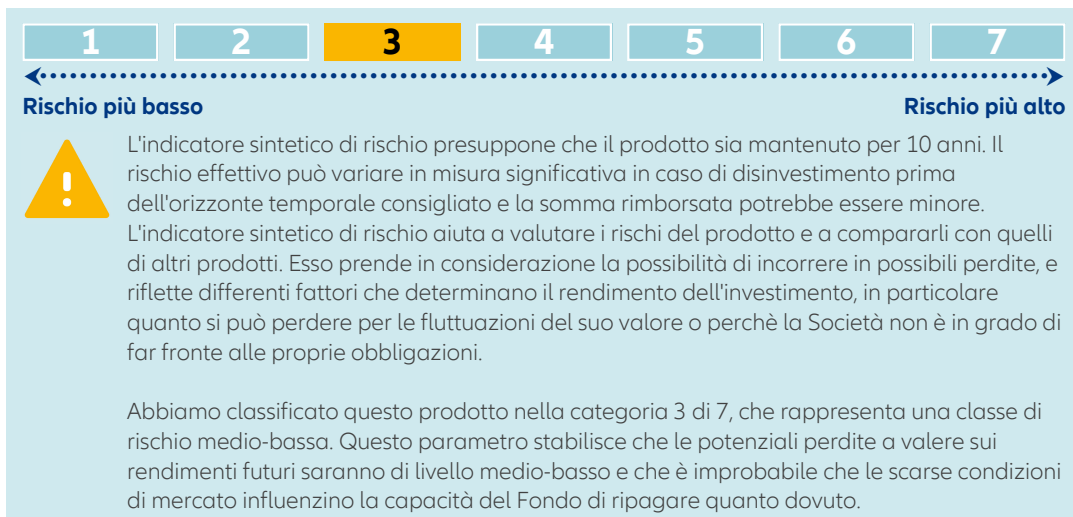 1 2 3 4 5 6 7
Rischio più basso Rischio più alto
L'indicatore sintetico di rischio presuppone che il prodotto sia mantenuto per 10 anni. Il
rischio effettivo può variare in misura significativa in caso di disinvestimento prima
dell'orizzonte temporale consigliato e la somma rimborsata potrebbe essere minore.
L'indicatore sintetico di rischio aiuta a valutare i rischi del prodotto e a compararli con quelli
di altri prodotti. Esso prende in considerazione la possibilità di incorrere in possibili perdite, e
riflette differenti fattori che determinano il rendimento dell'investimento, in particolare
quanto si può perdere per le fluttuazioni del suo valore o perchè la Società non è in grado di
far fronte alle proprie obbligazioni.
Abbiamo classificato questo prodotto nella categoria 3 di 7, che rappresenta una classe di
rischio medio-bassa. Questo parametro stabilisce che le potenziali perdite a valere sui
rendimenti futuri saranno di livello medio-basso e che è improbabile che le scarse condizioni
di mercato influenzino la capacità del Fondo di ripagare quanto dovuto.